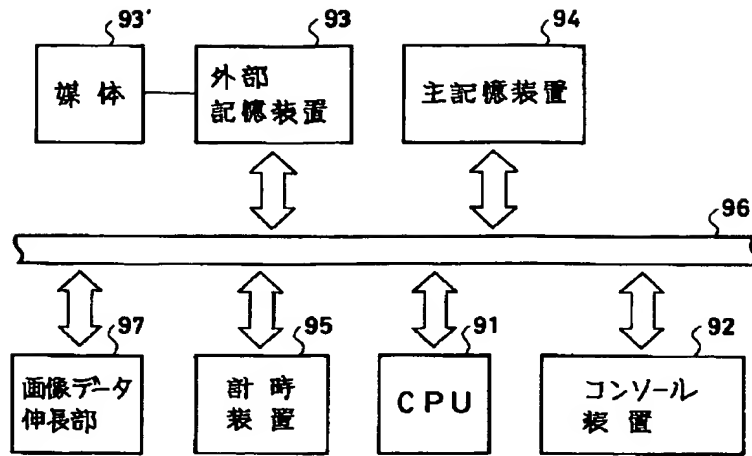 93'
93
94
媒体
外部
記憶装置
主記憶装置
96
97
95
91
92
画像データ
伸長部
計時
装置
CPU
コンソール
装置